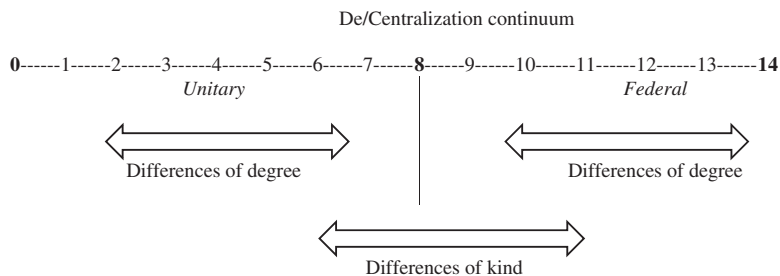 De/Centralization continuum
0------1------2------3------4------5------6------7------8------9------10------11------12------13------14
Unitary Federal
Differences of degree Differences of degree
Differences of kind